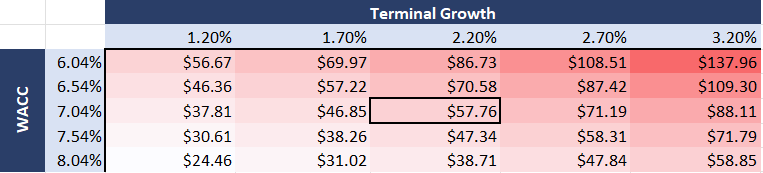 Terminal Growth
1.20% 1.70% 2.20% 2.70% 3.20%
WACC
6.04% $56.67 $69.97 $86.73 $108.51 $137.96
6.54% $46.36 $57.22 $70.58 $87.42 $109.30
7.04% $37.81 $46.85 $57.76 $71.19 $88.11
7.54% $30.61 $38.26 $47.34 $58.31 $71.79
8.04% $24.46 $31.02 $38.71 $47.84 $58.85